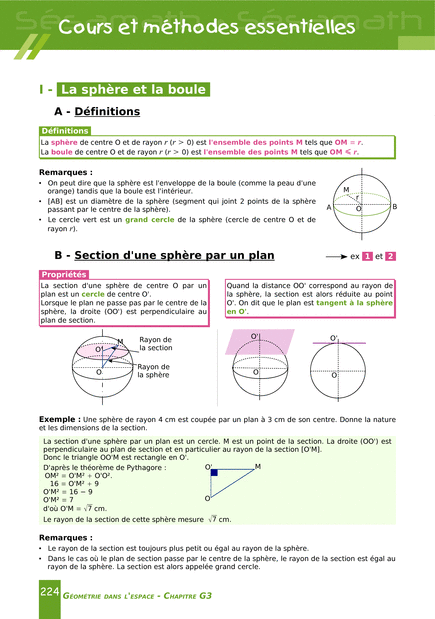 Cours et méthodes essentielles
I - La sphère et la boule
A - Définitions
Définitions
La sphère de centre O et de rayon r (r > 0) est l'ensemble des points M tels que OM = r.
La boule de centre O et de rayon r (r > 0) est l'ensemble des points M tels que OM ⩽ r.
Remarques :
• On peut dire que la sphère est l'enveloppe de la boule (comme la peau d'une
orange) tandis que la boule est l'intérieur.
• [AB] est un diamètre de la sphère (segment qui joint 2 points de la sphère
passant par le centre de la sphère).
• Le cercle vert est un grand cercle de la sphère (cercle de centre O et de
rayon r).
M
r
A
O
B
B - Section d'une sphère par un plan
ex 1 et 2
Propriétés
La section d'une sphère de centre O par un
plan est un cercle de centre O'.
Lorsque le plan ne passe pas par le centre de la
sphère, la droite (OO') est perpendiculaire au
plan de section.
Quand la distance OO' correspond au rayon de
la sphère, la section est alors réduite au point
O'. On dit que le plan est tangent à la sphère
en O'.
M
O'
O
Rayon de
la section
Rayon de
la sphère
O'
O
O'
O
Exemple : Une sphère de rayon 4 cm est coupée par un plan à 3 cm de son centre. Donne la nature
et les dimensions de la section.
La section d'une sphère par un plan est un cercle. M est un point de la section. La droite (OO') est
perpendiculaire au plan de section et en particulier au rayon de la section [O'M].
Donc le triangle OO'M est rectangle en O'.
D'après le théorème de Pythagore :
OM² = O'M² + O'O².
16 = O'M² + 9
O'M² = 16 − 9
O'M² = 7
d'où O'M = √7 cm.
Le rayon de la section de cette sphère mesure √7 cm.
O'
M
O
Remarques :
• Le rayon de la section est toujours plus petit ou égal au rayon de la sphère.
• Dans le cas où le plan de section passe par le centre de la sphère, le rayon de la section est égal au
rayon de la sphère. La section est alors appelée grand cercle.
224 Géométrie dans l'espace - Chapitre G3